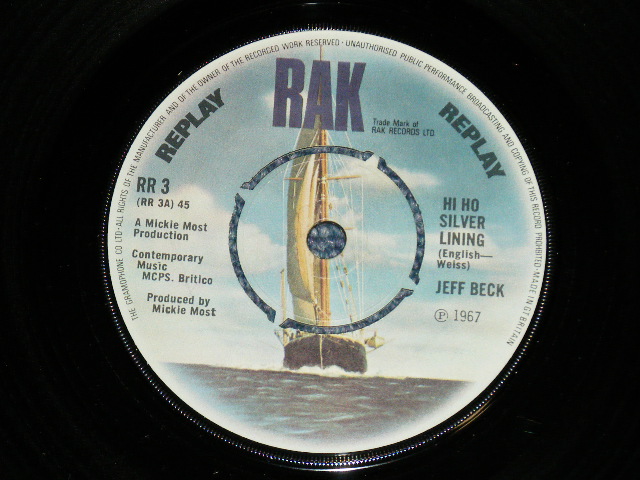 THE GRAMOPHONE CO LTD·ALL RIGHTS OF THE MANUFACTURER AND OF THE OWNER OF THE RECORDED WORK RESERVED·UNAUTHORISED PUBLIC PERFORMANCE BROADCASTING AND COPYING OF THIS RECORD PROHIBITED·MADE IN GT BRITAIN
RAK
Trade Mark of
RAK RECORDS LTD
REPLAY
REPLAY
RR 3
(RR 3A) 45
A Mickie Most
Production
Contemporary
Music
MCPS. Britico
Produced by
Mickie Most
HI HO
SILVER
LINING
(English—
Weiss)
JEFF BECK
℗ 1967